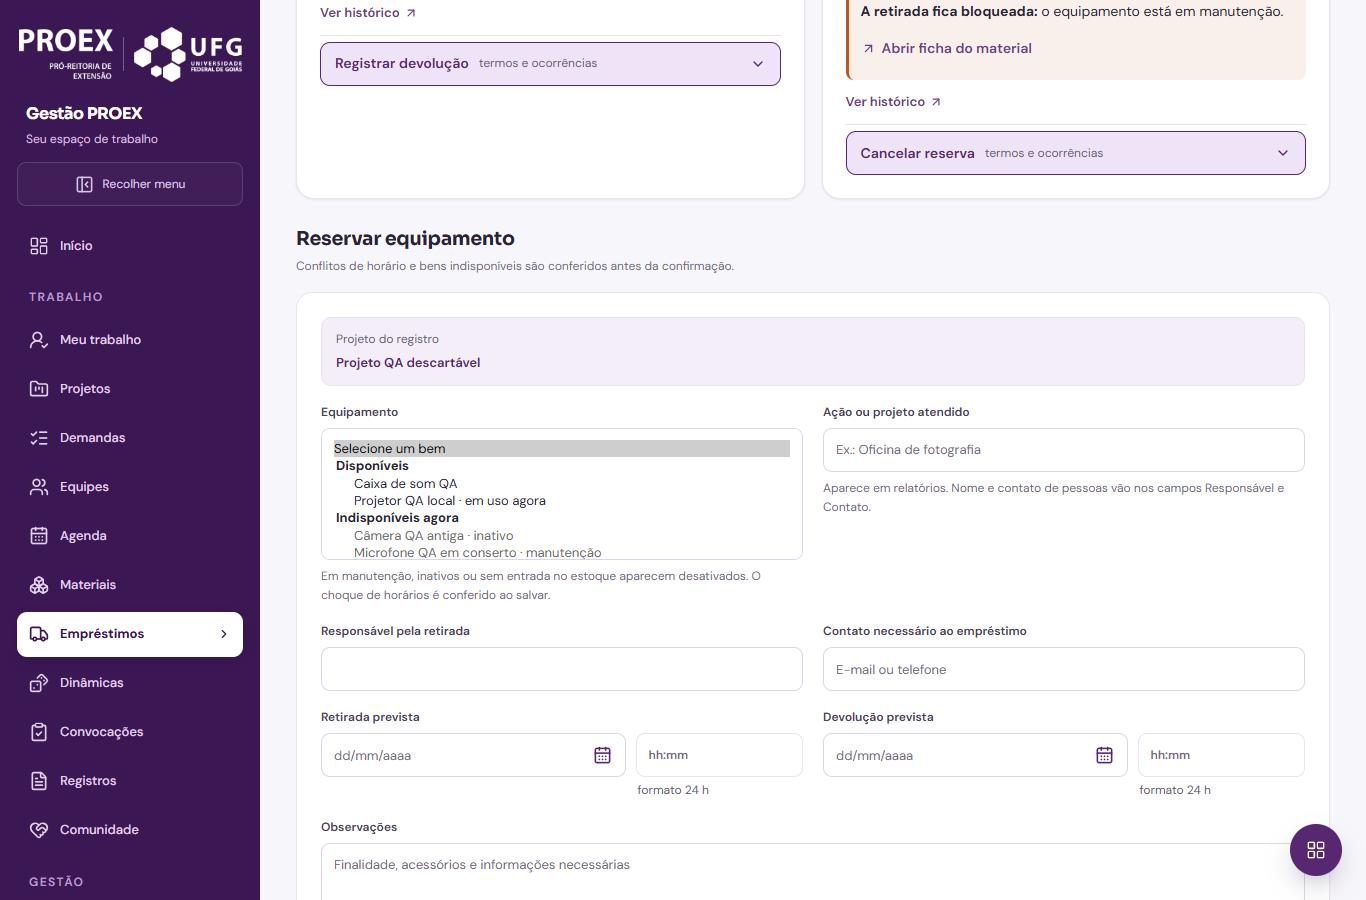 PROEX
PRÓ-REITORIA DE
EXTENSÃO
UFG
UNIVERSIDADE
FEDERAL DE GOIÁS
Gestão PROEX
Seu espaço de trabalho
Recolher menu
Início
TRABALHO
Meu trabalho
Projetos
Demandas
Equipes
Agenda
Materiais
Empréstimos
Dinâmicas
Convocações
Registros
Comunidade
GESTÃO
Ver histórico
Registrar devolução termos e ocorrências
A retirada fica bloqueada: o equipamento está em manutenção.
Abrir ficha do material
Ver histórico
Cancelar reserva termos e ocorrências
Reservar equipamento
Conflitos de horário e bens indisponíveis são conferidos antes da confirmação.
Projeto do registro
Projeto QA descartável
Equipamento
Selecione um bem
Disponíveis
Caixa de som QA
Projetor QA local · em uso agora
Indisponíveis agora
Câmera QA antiga · inativo
Microfone QA em conserto · manutenção
Em manutenção, inativos ou sem entrada no estoque aparecem desativados. O
choque de horários é conferido ao salvar.
Ação ou projeto atendido
Ex.: Oficina de fotografia
Aparece em relatórios. Nome e contato de pessoas vão nos campos Responsável e
Contato.
Responsável pela retirada
Contato necessário ao empréstimo
E-mail ou telefone
Retirada prevista
dd/mm/aaaa
hh:mm
formato 24 h
Devolução prevista
dd/mm/aaaa
hh:mm
formato 24 h
Observações
Finalidade, acessórios e informações necessárias